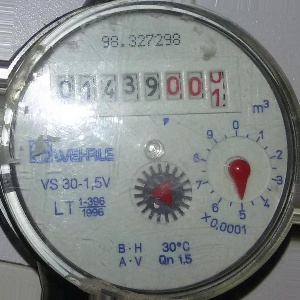 98.327298
01439001
m³
WEHRLE
VS 30-1,5V
LT 1-396
1996
0
9 1
8 2
7 3
6 4
5
X0,0001
B·H 30°C
A·V Qn 1.5